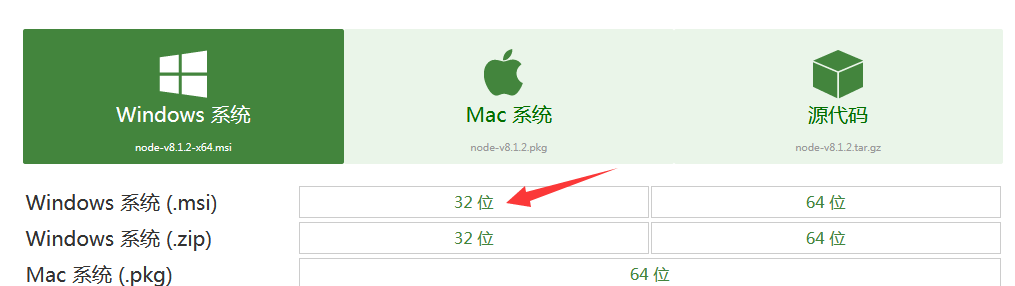 Windows 系统 Mac 系统 源代码
node-v8.1.2-x64.msi node-v8.1.2.pkg node-v8.1.2.tar.gz
Windows 系统 (.msi) 32 位 64 位
Windows 系统 (.zip) 32 位 64 位
Mac 系统 (.pkg) 64 位